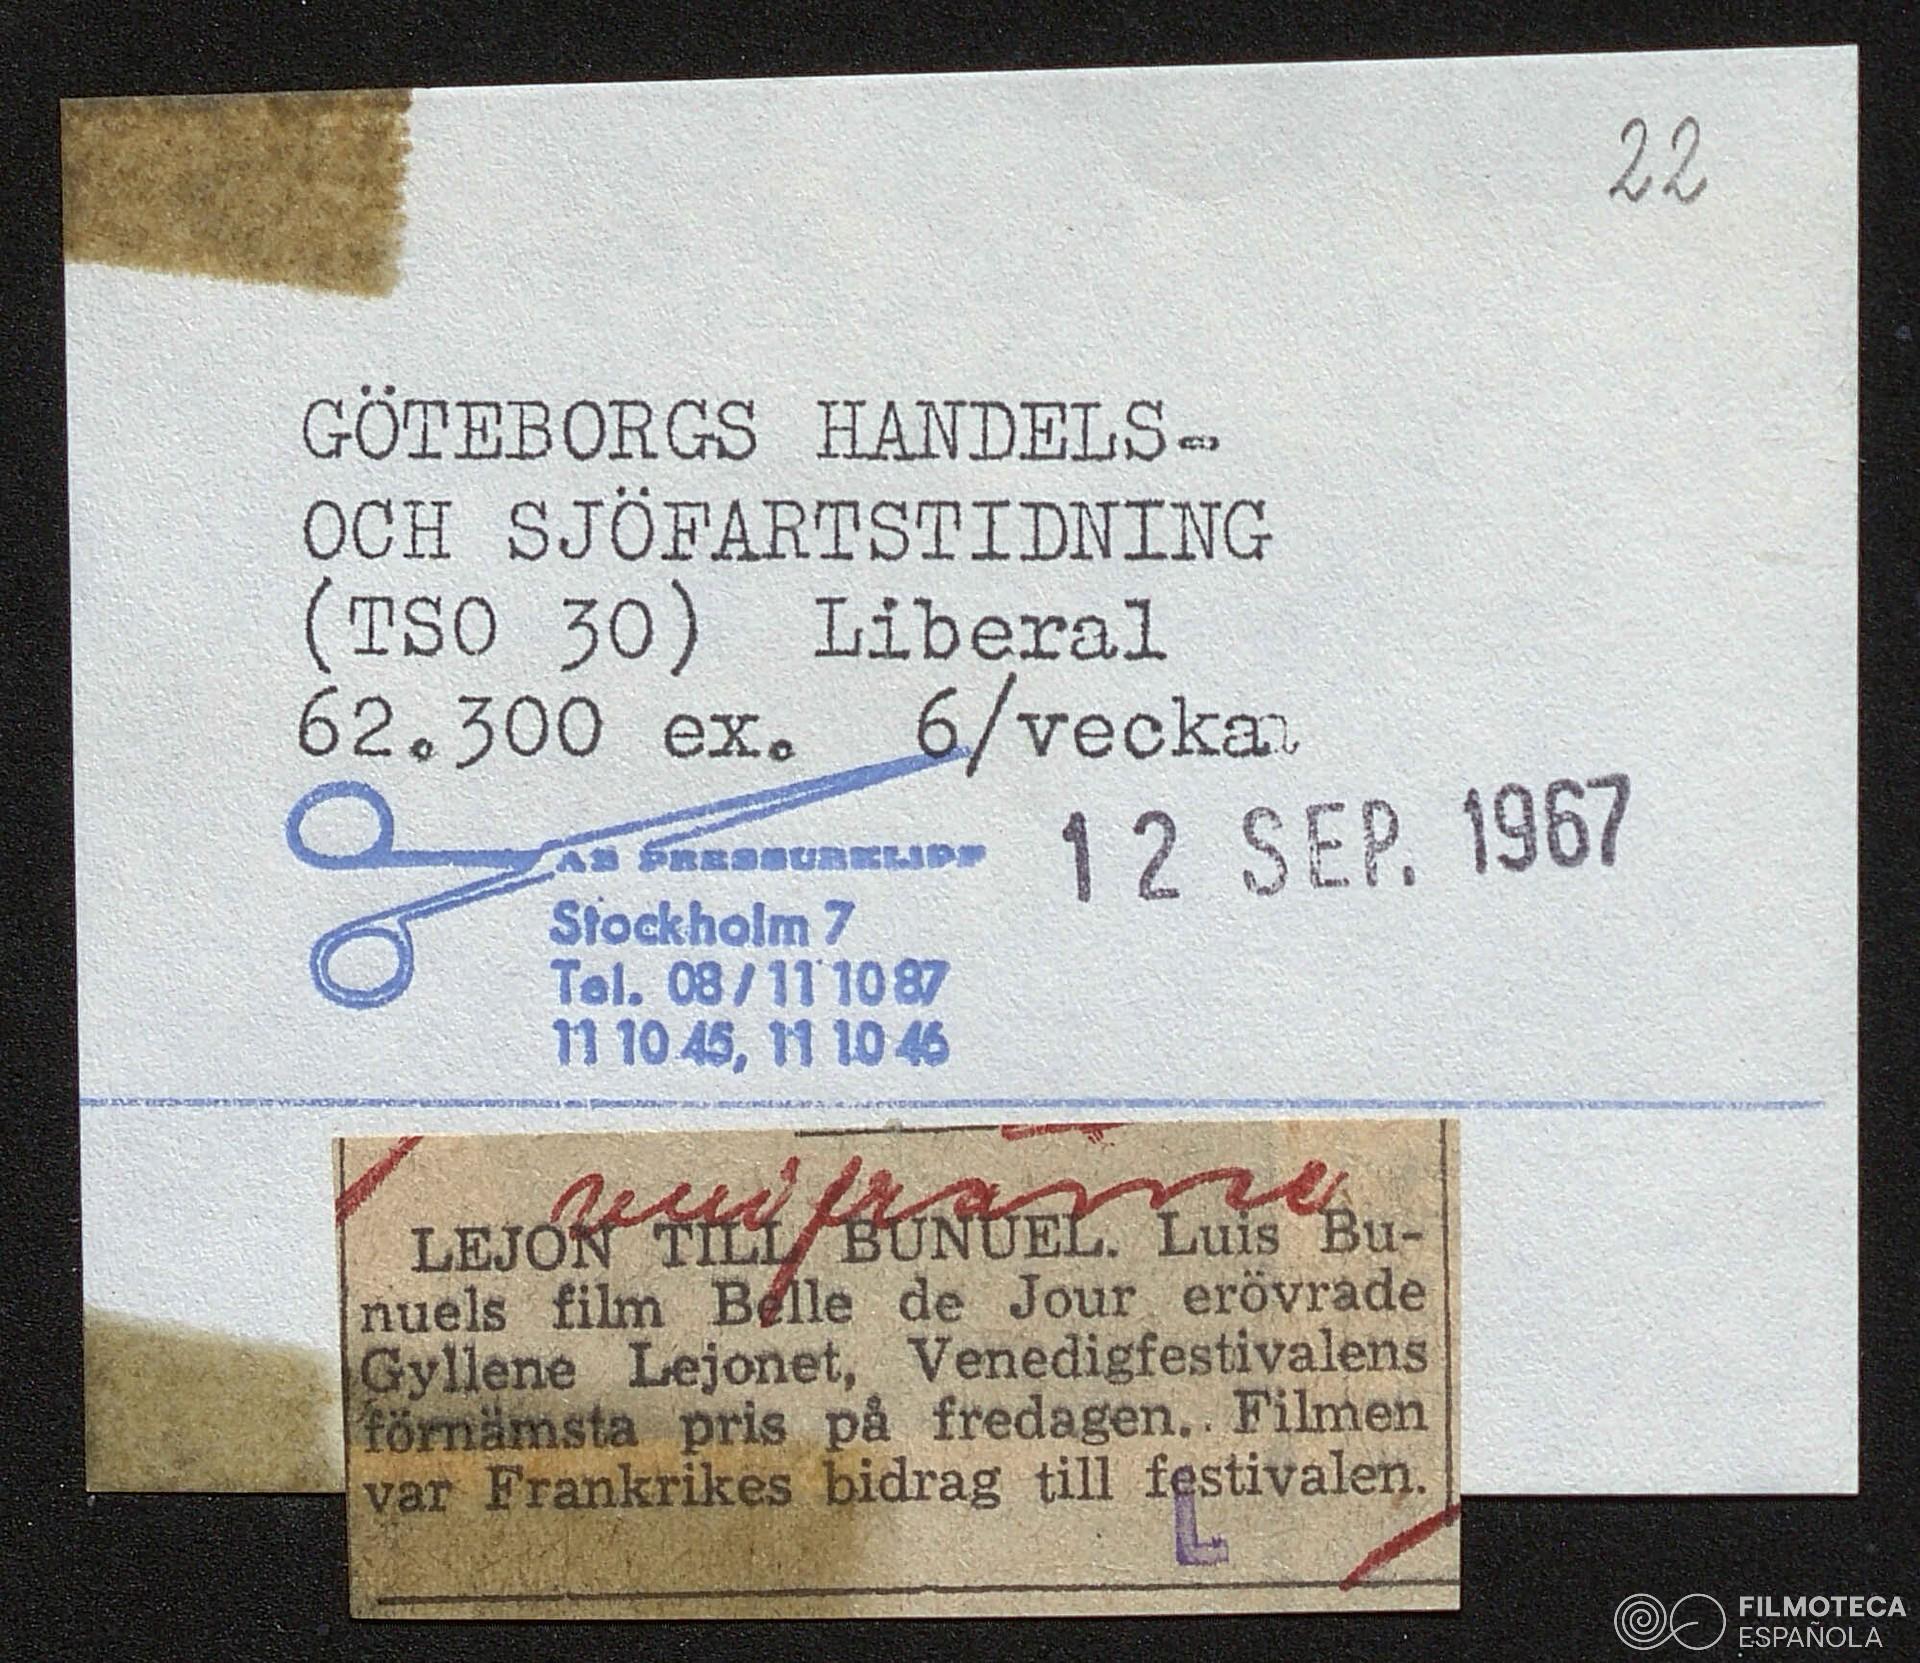 22
GÖTEBORGS HANDELS-
OCH SJÖFARTSTIDNING
(TSO 30) Liberal
62.300 ex. 6/vecka
AB PRESSURKLIPP
12 SEP. 1967
Stockholm 7
Tel. 08/11 10 87
11 10 45, 11 10 46
LEJON TILL BUNUEL. Luis Bu-
nuels film Belle de Jour erövrade
Gyllene Lejonet, Venedigfestivalens
förnämsta pris på fredagen. Filmen
var Frankrikes bidrag till festivalen.
L
FILMOTECA
ESPAÑOLA